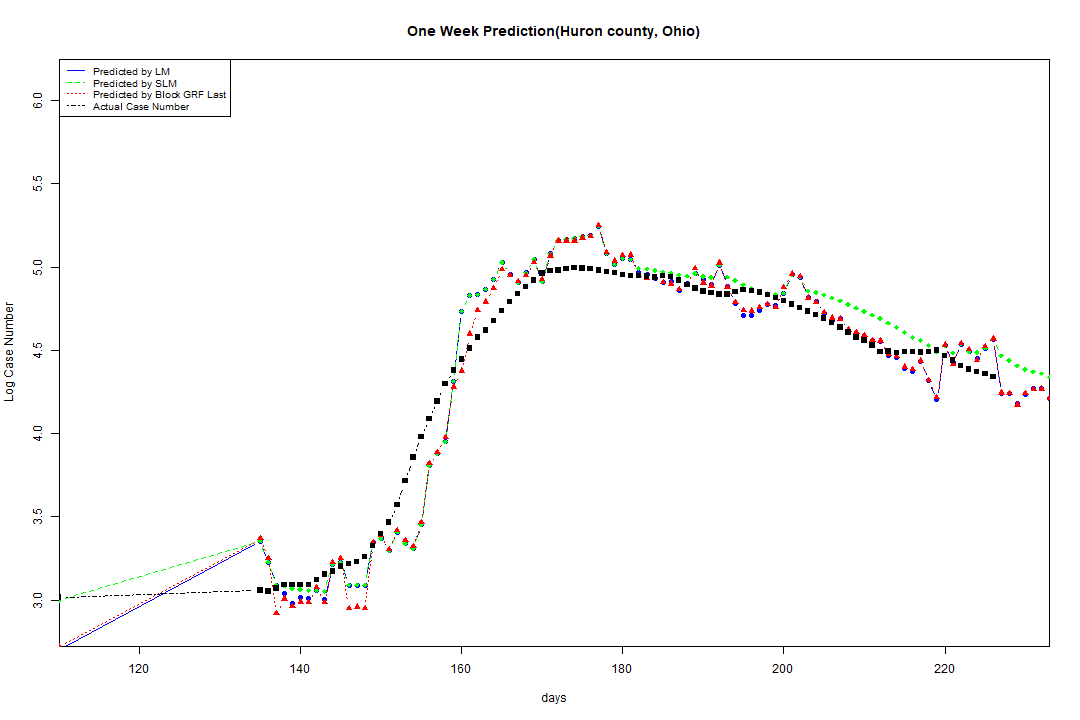 One Week Prediction(Huron county, Ohio)
Predicted by LM
Predicted by SLM
Predicted by Block GRF Last
Actual Case Number
Log Case Number
6.0
5.5
5.0
4.5
4.0
3.5
3.0
120 140 160 180 200 220
days